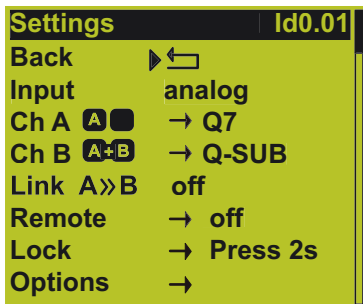 Settings Id0.01
Back
Input analog
Ch A A → Q7
Ch B A+B → Q-SUB
Link A»B off
Remote → off
Lock → Press 2s
Options →